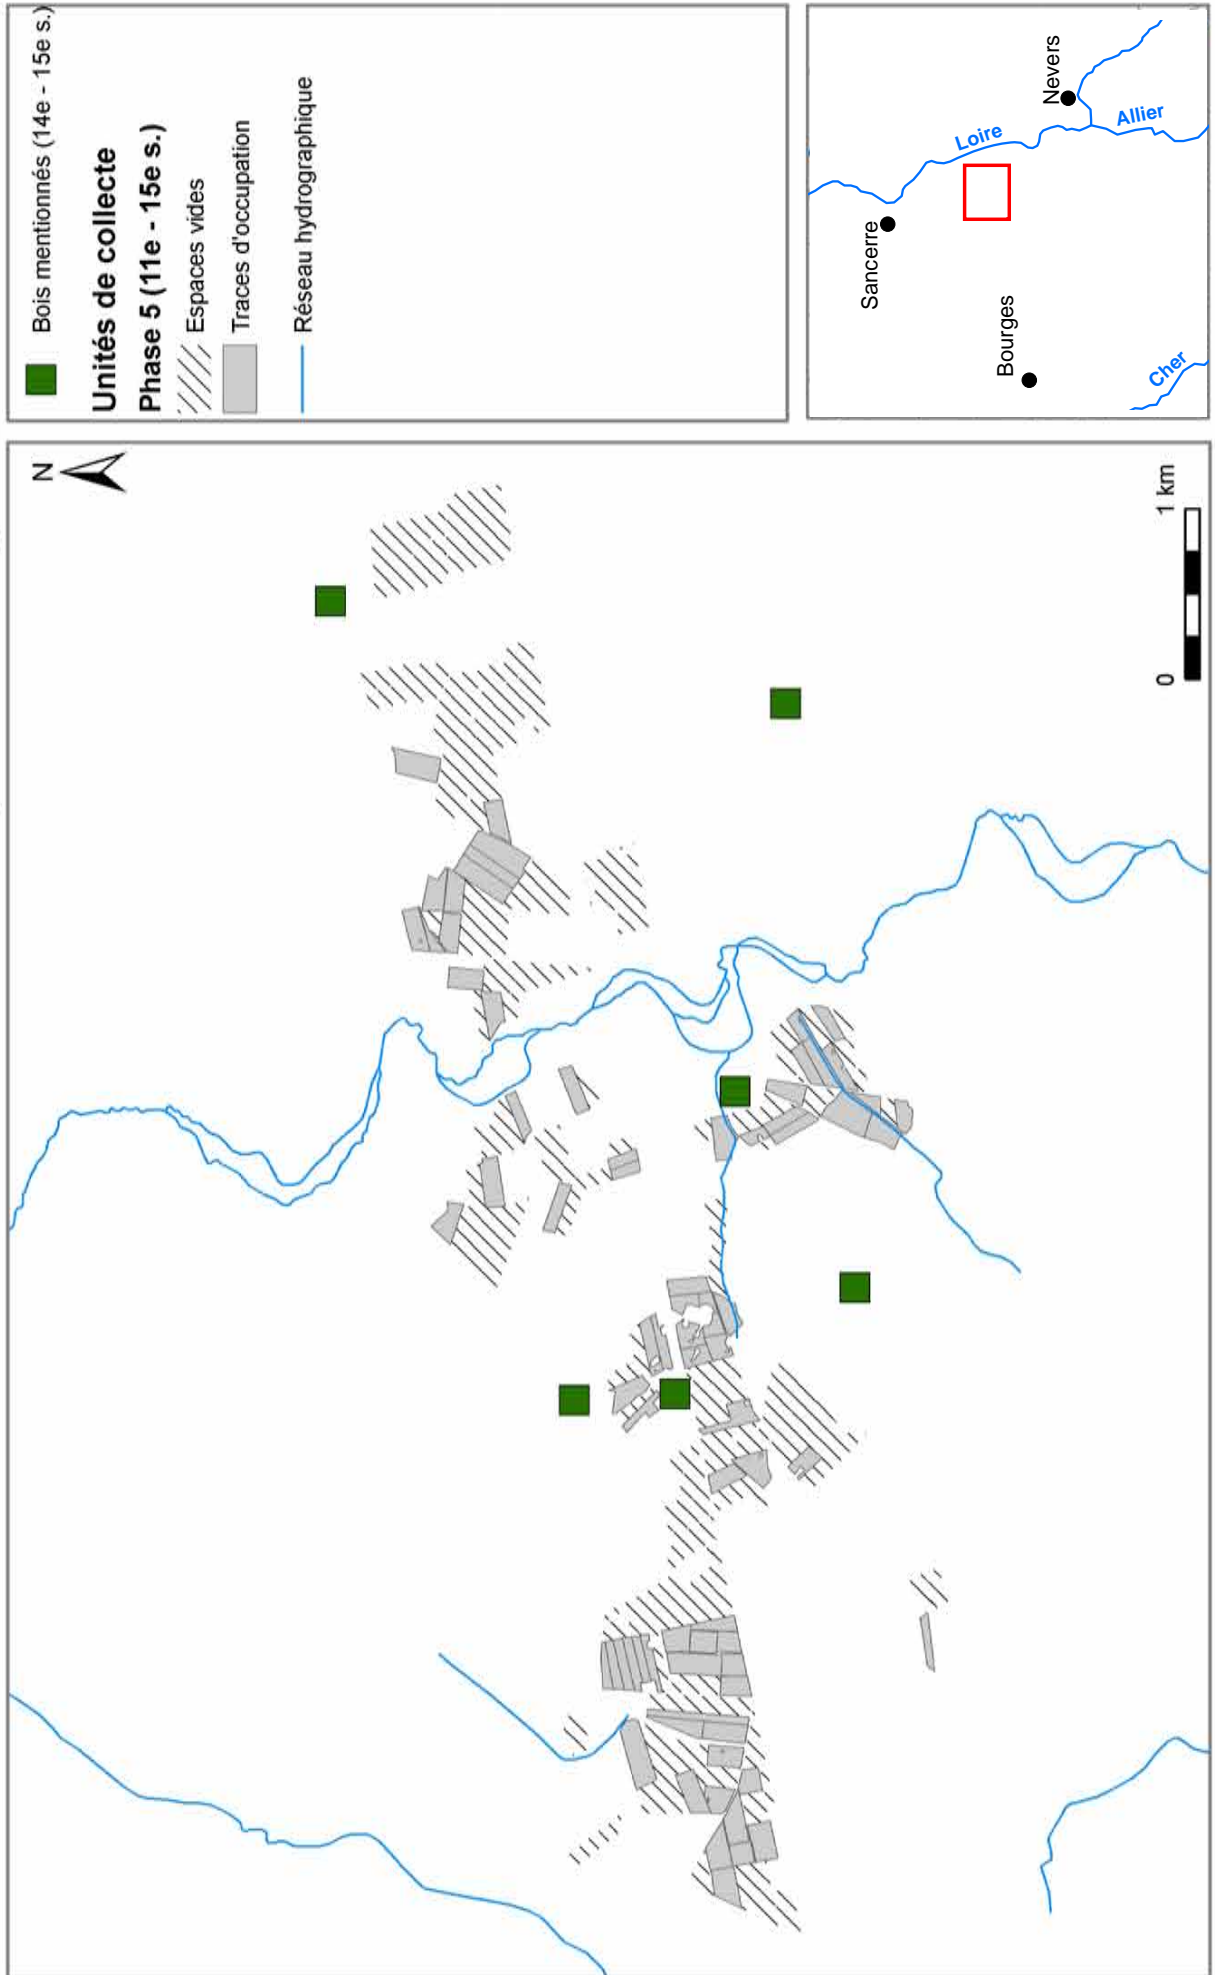 Bois mentionnés (14e - 15e s.)
Unités de collecte
Phase 5 (11e - 15e s.)
Espaces vides
Traces d'occupation
Réseau hydrographique
Sancerre
Loire
Nevers
Allier
Bourges
Cher
N
0 1 km